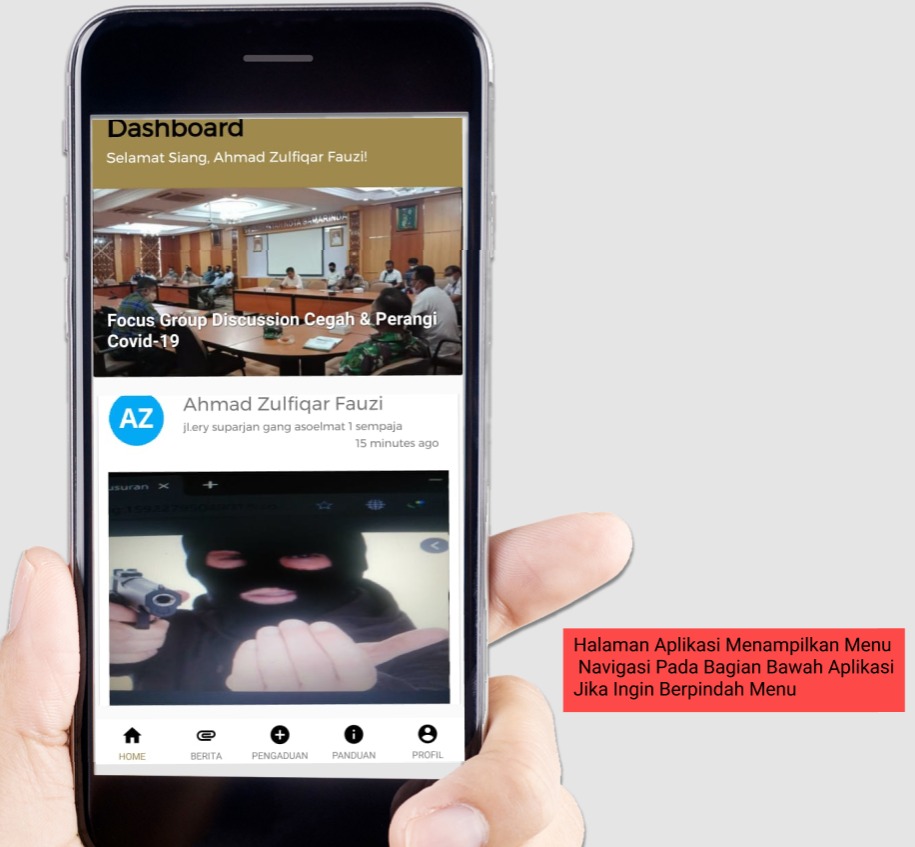 Dashboard
Selamat Siang, Ahmad Zulfiqar Fauzi!
Focus Group Discussion Cegah & Perangi
Covid-19
AZ
Ahmad Zulfiqar Fauzi
jl.ery suparjan gang asoelmat 1 sempaja
15 minutes ago
usuran
HOME
BERITA
PENGADUAN
PANDUAN
PROFIL
Halaman Aplikasi Menampilkan Menu
Navigasi Pada Bagian Bawah Aplikasi
Jika Ingin Berpindah Menu